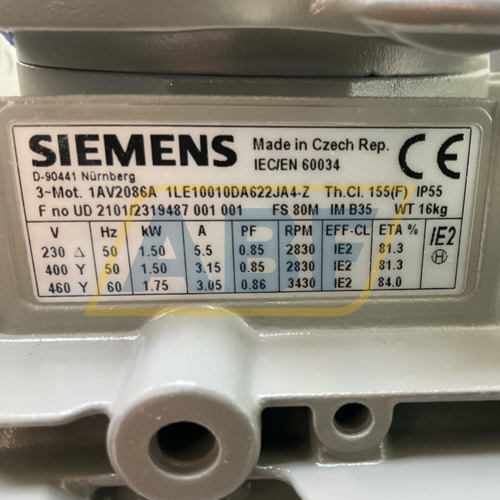 SIEMENS
Made in Czech Rep.
IEC/EN 60034
CE
D-90441 Nürnberg
3~Mot. 1AV2086A 1LE10010DA622JA4-Z Th.Cl. 155(F) IP55
F no UD 2101/2319487 001 001 FS 80M IM B35 WT 16kg
V Hz kW A PF RPM EFF-CL ETA % IE2
230 Δ 50 1.50 5.5 0.85 2830 IE2 81.3
400 Y 50 1.50 3.15 0.85 2830 IE2 81.3
460 Y 60 1.75 3.05 0.86 3430 IE2 84.0
H
ABF